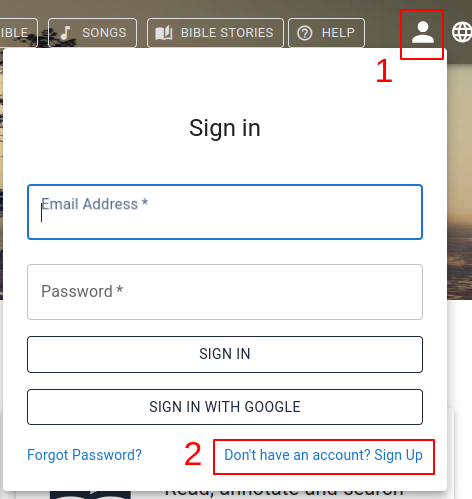 IBLE SONGS BIBLE STORIES HELP
1
Sign in
Email Address *
Password *
SIGN IN
SIGN IN WITH GOOGLE
Forgot Password? 2 Don't have an account? Sign Up
Read, annotate and search